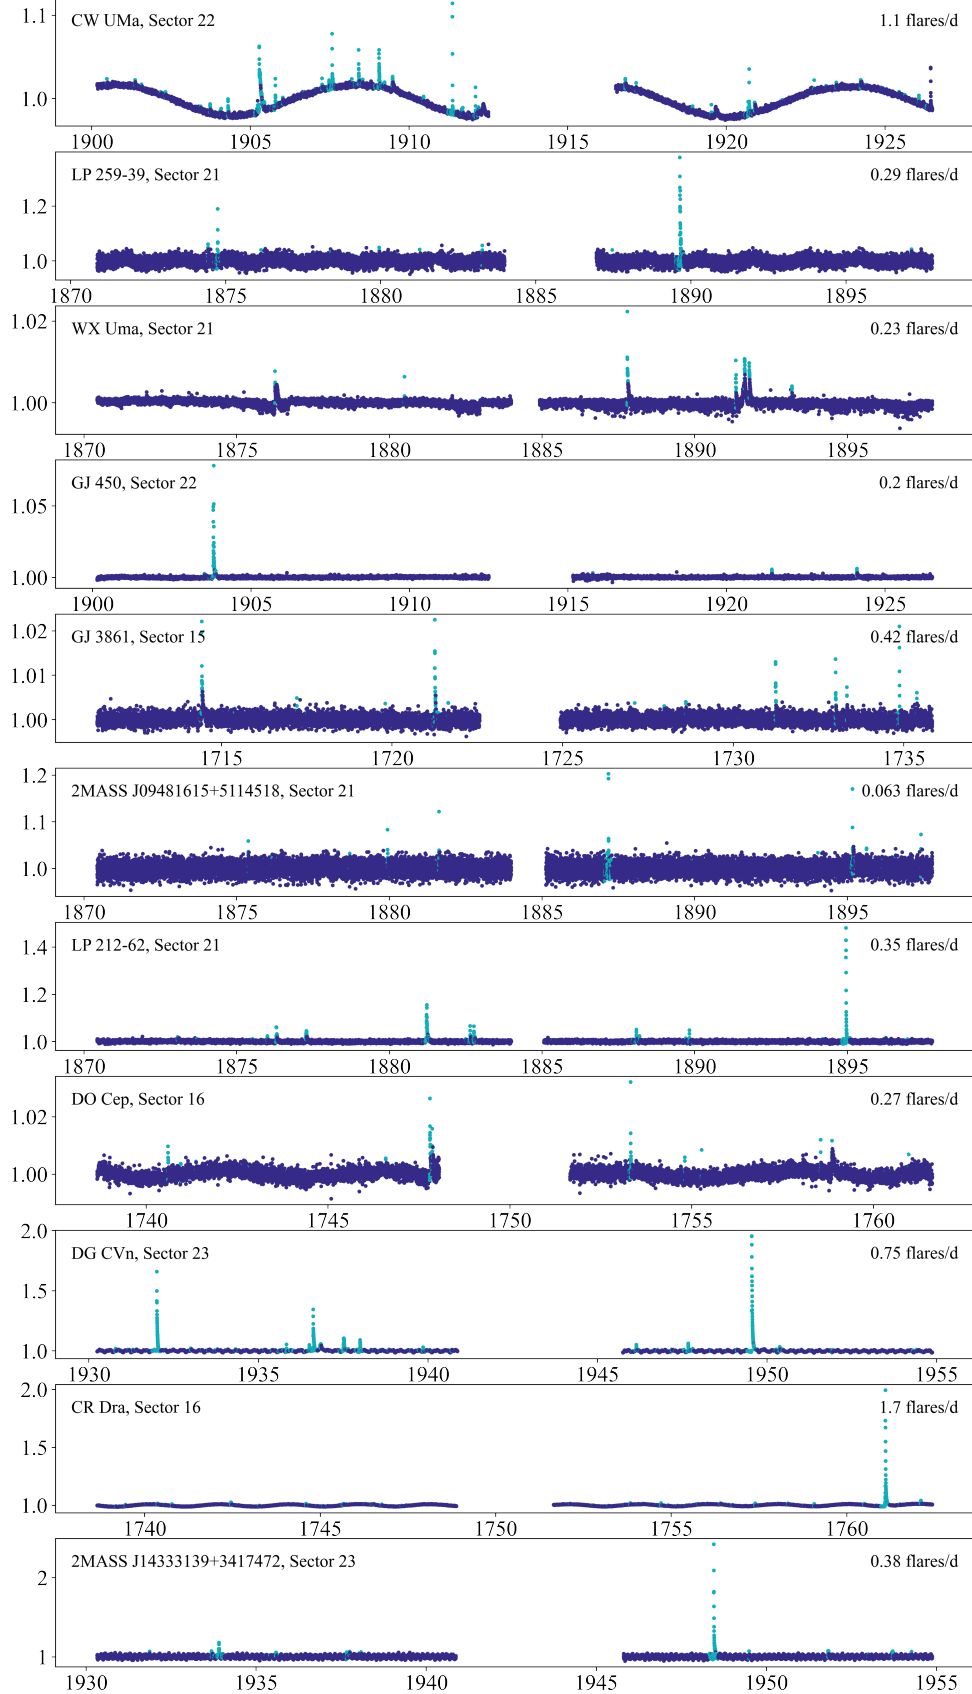 CW UMa, Sector 22 1.1 flares/d
1.1
1.0
1900 1905 1910 1915 1920 1925
LP 259-39, Sector 21 0.29 flares/d
1.2
1.0
1870 1875 1880 1885 1890 1895
WX Uma, Sector 21 0.23 flares/d
1.02
1.00
1870 1875 1880 1885 1890 1895
GJ 450, Sector 22 0.2 flares/d
1.05
1.00
1900 1905 1910 1915 1920 1925
GJ 3861, Sector 15 0.42 flares/d
1.02
1.01
1.00
1715 1720 1725 1730 1735
2MASS J09481615+5114518, Sector 21 0.063 flares/d
1.2
1.1
1.0
1870 1875 1880 1885 1890 1895
LP 212-62, Sector 21 0.35 flares/d
1.4
1.2
1.0
1870 1875 1880 1885 1890 1895
DO Cep, Sector 16 0.27 flares/d
1.02
1.00
1740 1745 1750 1755 1760
DG CVn, Sector 23 0.75 flares/d
2.0
1.5
1.0
1930 1935 1940 1945 1950 1955
CR Dra, Sector 16 1.7 flares/d
2.0
1.5
1.0
1740 1745 1750 1755 1760
2MASS J14333139+3417472, Sector 23 0.38 flares/d
2
1
1930 1935 1940 1945 1950 1955